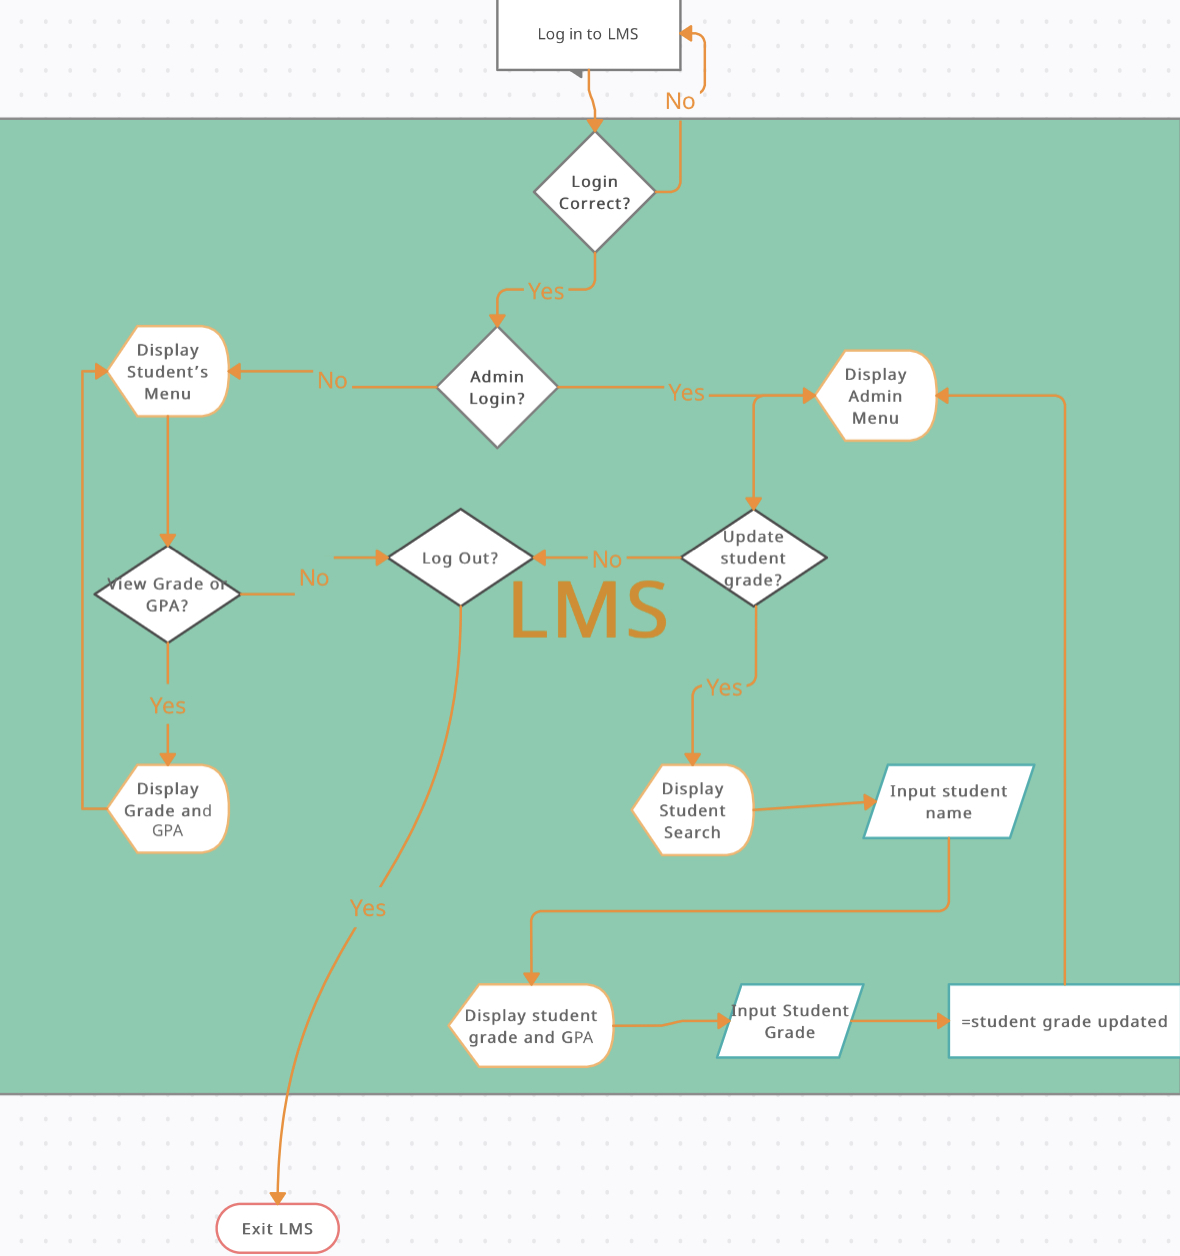 Log in to LMS
No
Login
Correct?
Yes
Admin
Login?
No
Yes
Display
Student’s
Menu
Display
Admin
Menu
View Grade or
GPA?
No
Log Out?
No
Update
student
grade?
LMS
Yes
Yes
Display
Grade and
GPA
Display
Student
Search
Input student
name
Yes
Display student
grade and GPA
Input Student
Grade
=student grade updated
Exit LMS